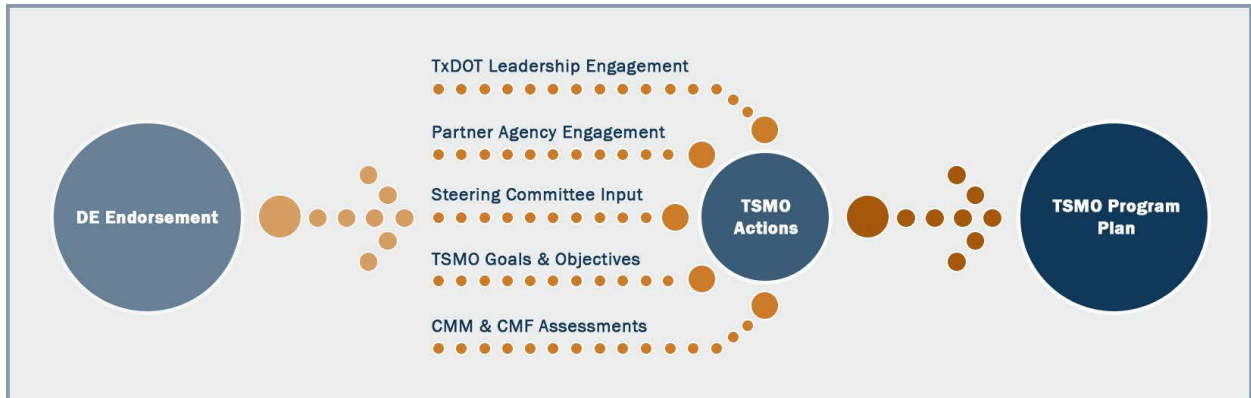 DE Endorsement
TxDOT Leadership Engagement
Partner Agency Engagement
Steering Committee Input
TSMO Goals & Objectives
CMM & CMF Assessments
TSMO
Actions
TSMO Program
Plan